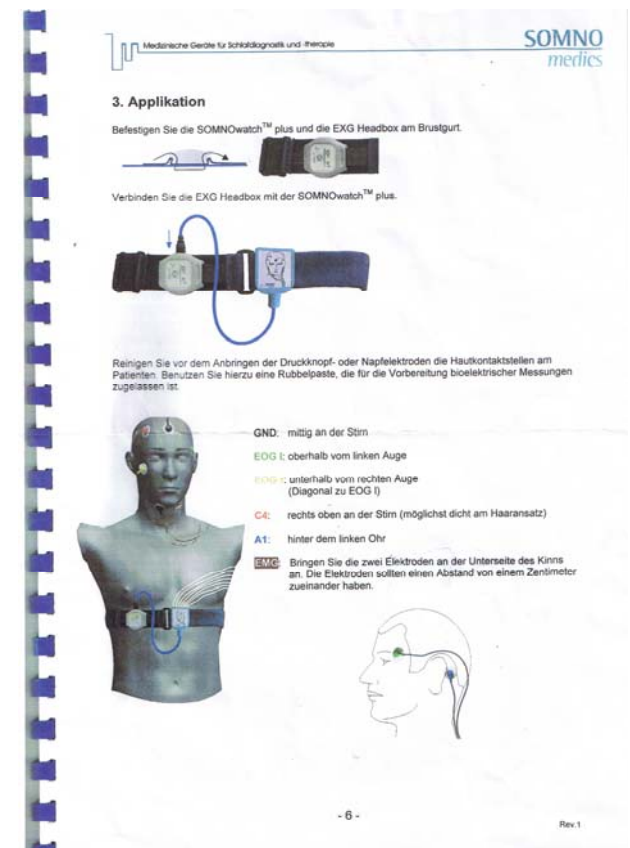 Medizinische Geräte für Schlafdiagnostik und -therapie
SOMNO
medics
3. Applikation
Befestigen Sie die SOMNOwatch™ plus und die EXG Headbox am Brustgurt.
Verbinden Sie die EXG Headbox mit der SOMNOwatch™ plus.
Reinigen Sie vor dem Anbringen der Druckknopf- oder Napfelektroden die Hautkontaktstellen am
Patienten. Benutzen Sie hierzu eine Rubbelpaste, die für die Vorbereitung bioelektrischer Messungen
zugelassen ist.
GND: mittig an der Stirn
EOG l: oberhalb vom linken Auge
EOG r: unterhalb vom rechten Auge
(Diagonal zu EOG l)
C4: rechts oben an der Stirn (möglichst dicht am Haaransatz)
A1: hinter dem linken Ohr
EMG: Bringen Sie die zwei Elektroden an der Unterseite des Kinns
an. Die Elektroden sollten einen Abstand von einem Zentimeter
zueinander haben.
- 6 -
Rev.1